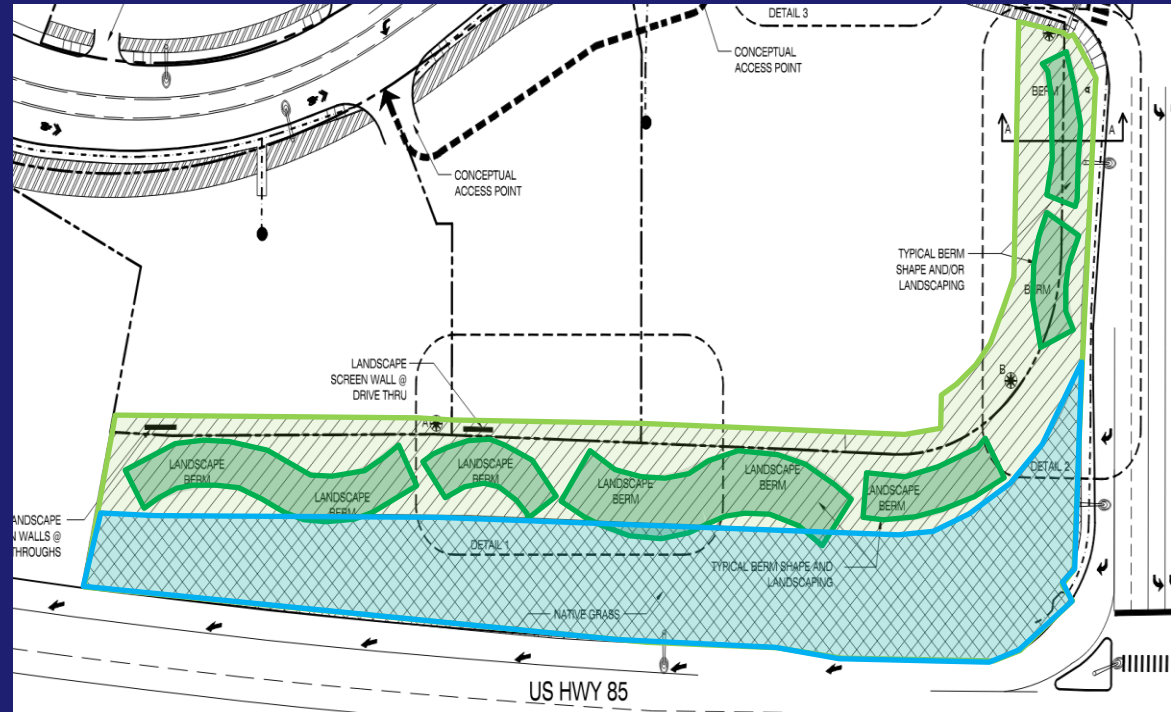 DETAIL 3
CONCEPTUAL
ACCESS POINT
CONCEPTUAL
ACCESS POINT
BERM
A
A
TYPICAL BERM
SHAPE AND/OR
LANDSCAPING
BERM
LANDSCAPE
SCREEN WALL @
DRIVE THRU
B
A
LANDSCAPE
BERM
LANDSCAPE
BERM
LANDSCAPE
BERM
LANDSCAPE
BERM
LANDSCAPE
BERM
LANDSCAPE
BERM
DETAIL 2
ANDSCAPE
N WALLS @
THROUGHS
DETAIL 1
TYPICAL BERM SHAPE AND
LANDSCAPING
NATIVE GRASS
US HWY 85